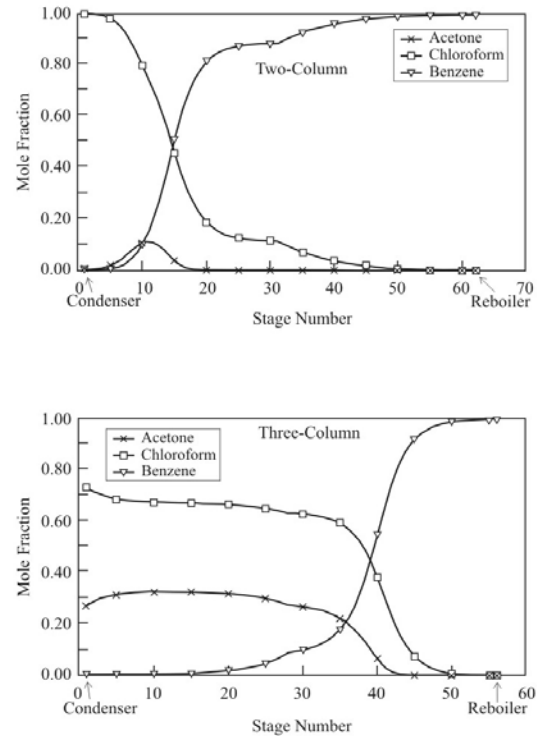 1.00
0.80
0.60
0.40
0.20
0.00
Mole Fraction
Two-Column
Acetone
Chloroform
Benzene
0 10 20 30 40 50 60 70
Condenser
Reboiler
Stage Number
1.00
0.80
0.60
0.40
0.20
0.00
Mole Fraction
Acetone
Chloroform
Benzene
Three-Column
0 10 20 30 40 50 60
Condenser
Reboiler
Stage Number